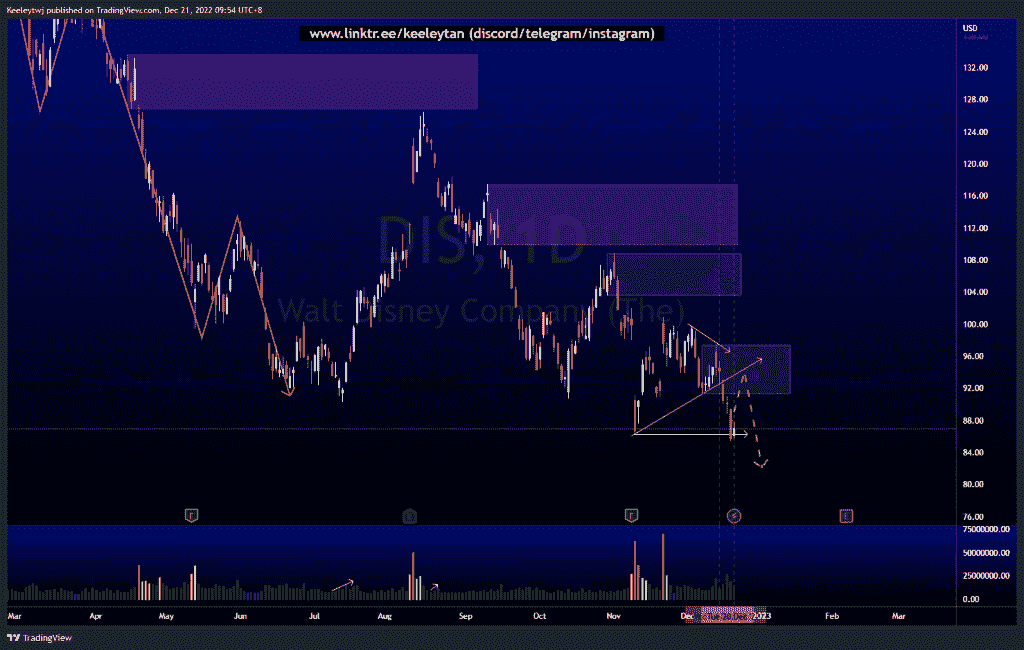 Keeleytwj published on TradingView.com, Dec 21, 2022 09:54 UTC+8
www.linktr.ee/keeleytan (discord/telegram/instagram)
USD
132.00
128.00
124.00
120.00
116.00
112.00
108.00
104.00
100.00
96.00
92.00
88.00
84.00
80.00
76.00
DIS, 1D
Walt Disney Company (The)
E
E
75000000.00
50000000.00
25000000.00
0.00
Mar
Apr
May
Jun
Jul
Aug
Sep
Oct
Nov
Dec
2023
Feb
Mar
TradingView